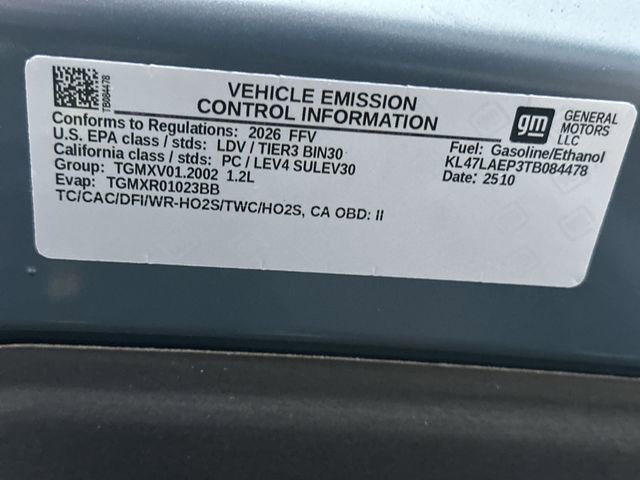 TB084478
VEHICLE EMISSION
CONTROL INFORMATION
gm
GENERAL
MOTORS
LLC
Conforms to Regulations: 2026 FFV
U.S. EPA class / stds: LDV / TIER3 BIN30
California class / stds: PC / LEV4 SULEV30
Group: TGMXV01.2002 1.2L
Evap: TGMXR01023BB
TC/CAC/DFI/WR-HO2S/TWC/HO2S, CA OBD: II
Fuel: Gasoline/Ethanol
KL47LAEP3TB084478
Date: 2510